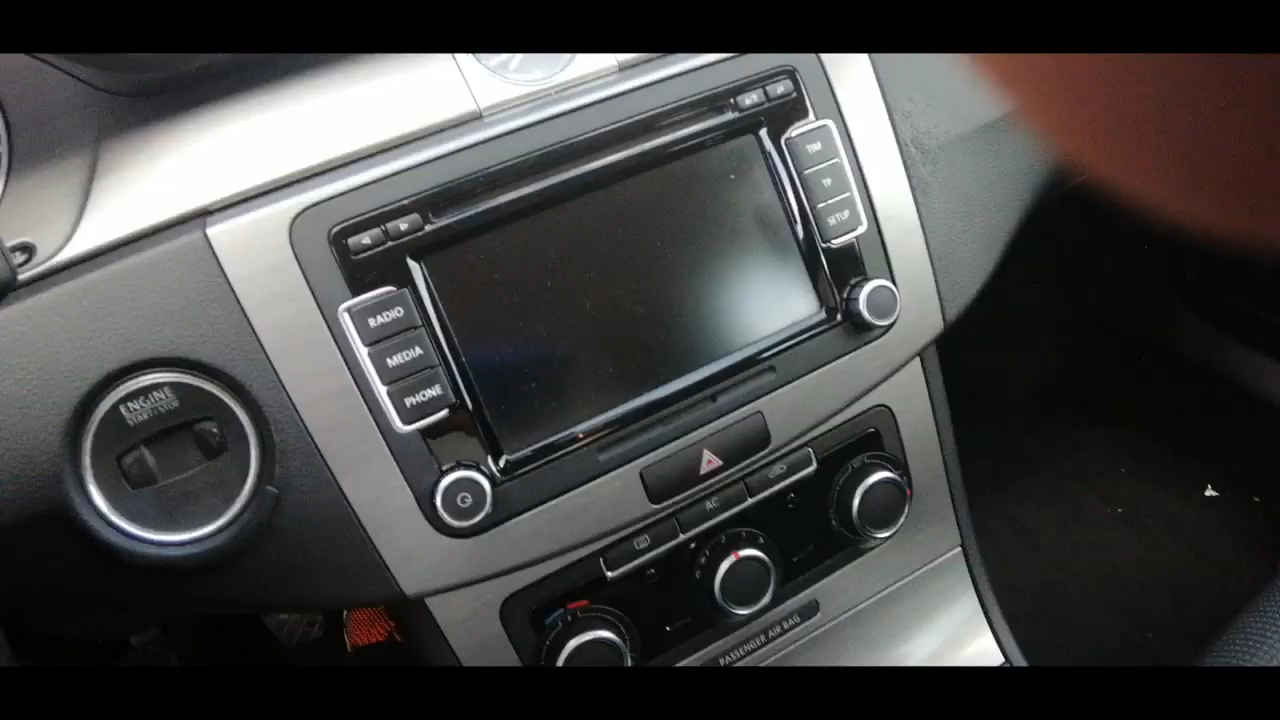 TIM
TP
SETUP
RADIO
MEDIA
PHONE
ENGINE
START/STOP
AC
PASSENGER AIR BAG